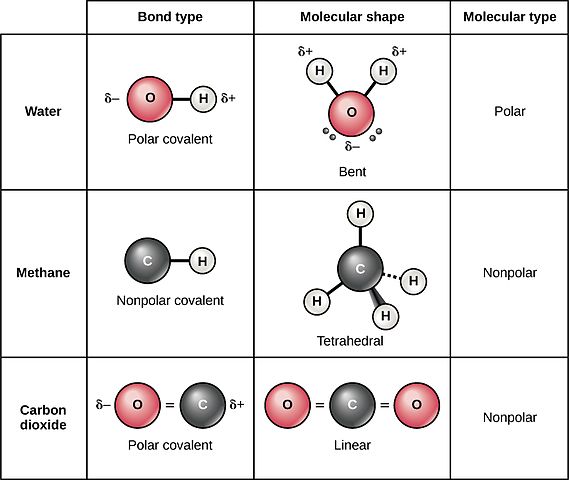 Bond type
Molecular shape
Molecular type
Water
δ– O H δ+
Polar covalent
δ+ δ+
H H
O
δ–
Bent
Polar
Methane
C H
Nonpolar covalent
H
C
H
H
H
Tetrahedral
Nonpolar
Carbon
dioxide
δ– O = C δ+
Polar covalent
O = C = O
Linear
Nonpolar